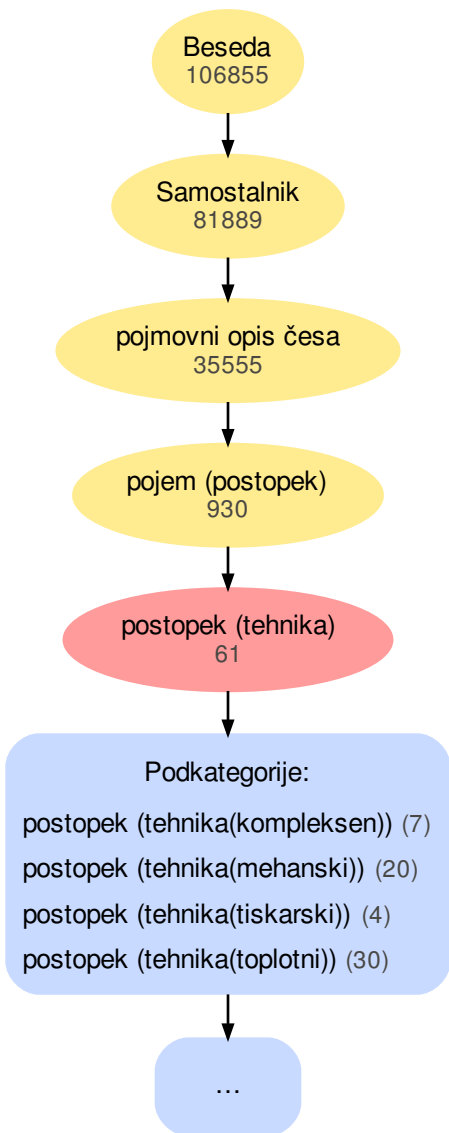 Beseda
106855
Samostalnik
81889
pojmovni opis česa
35555
pojem (postopek)
930
postopek (tehnika)
61
Podkategorije:
postopek (tehnika(kompleksen)) (7)
postopek (tehnika(mehanski)) (20)
postopek (tehnika(tiskarski)) (4)
postopek (tehnika(toplotni)) (30)
...